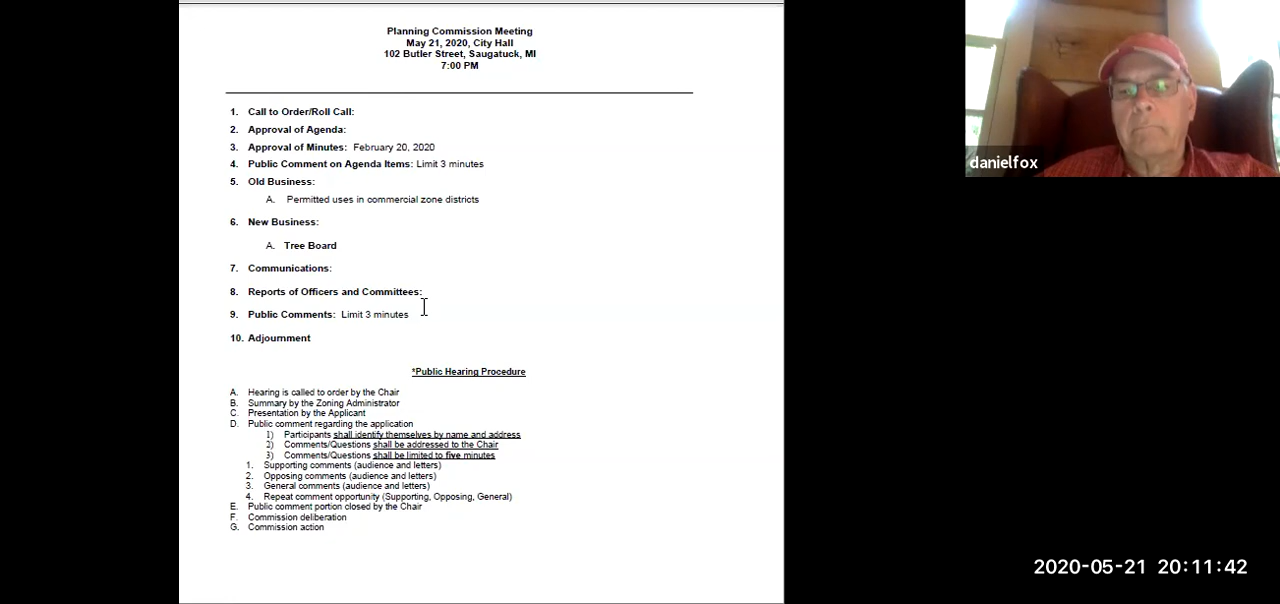 Planning Commission Meeting
May 21, 2020, City Hall
102 Butler Street, Saugatuck, MI
7:00 PM
1. Call to Order/Roll Call:
2. Approval of Agenda:
3. Approval of Minutes: February 20, 2020
4. Public Comment on Agenda Items: Limit 3 minutes
5. Old Business:
A. Permitted uses in commercial zone districts
6. New Business:
A. Tree Board
7. Communications:
8. Reports of Officers and Committees:
9. Public Comments: Limit 3 minutes
10. Adjournment
*Public Hearing Procedure
A. Hearing is called to order by the Chair
B. Summary by the Zoning Administrator
C. Presentation by the Applicant
D. Public comment regarding the application
1) Participants shall identify themselves by name and address
2) Comments/Questions shall be addressed to the Chair
3) Comments/Questions shall be limited to five minutes
1. Supporting comments (audience and letters)
2. Opposing comments (audience and letters)
3. General comments (audience and letters)
4. Repeat comment opportunity (Supporting, Opposing, General)
E. Public comment portion closed by the Chair
F. Commission deliberation
G. Commission action
danielfox
2020-05-21 20:11:42